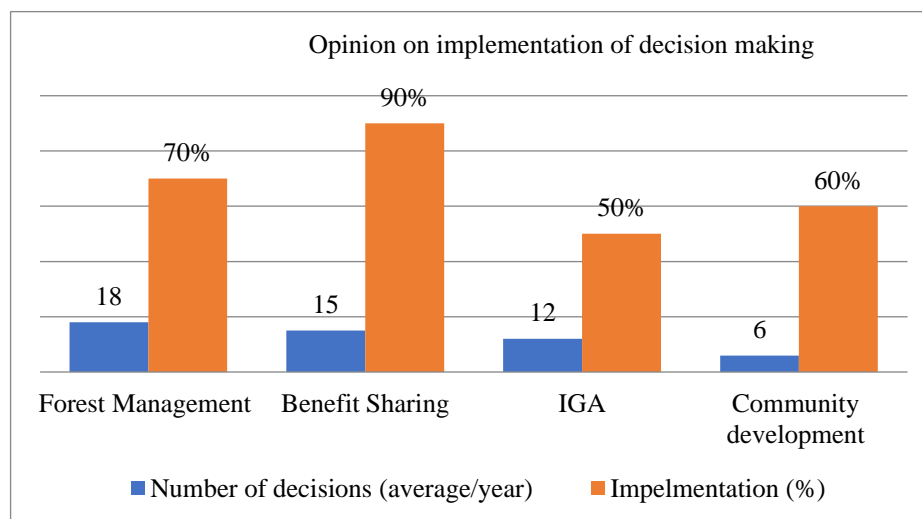 Opinion on implementation of decision making
90%
70%
60%
50%
18
15
12
6
Forest Management
Benefit Sharing
IGA
Community
development
Number of decisions (average/year)
Impelmentation (%)